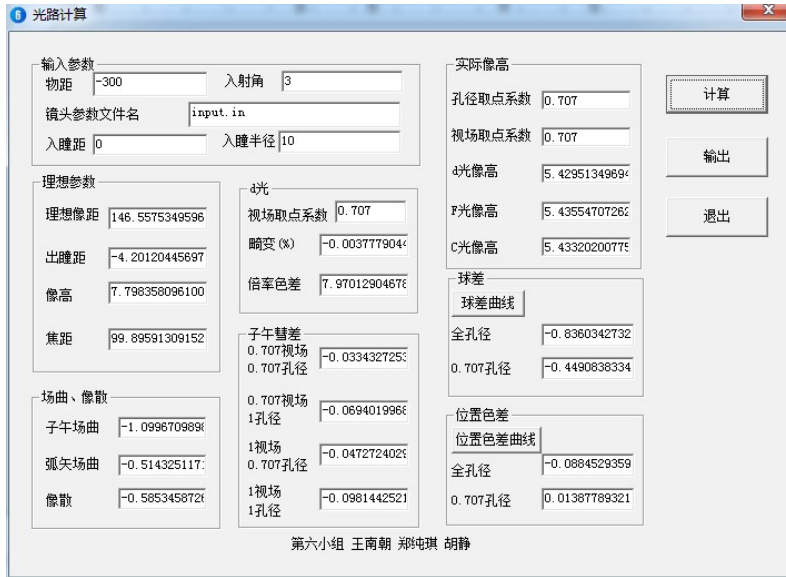 6 光路计算
输入参数
物距 -300 入射角 3
镜头参数文件名 input.in
入瞳距 0 入瞳半径 10
理想参数
理想像距 146.5575349596
出瞳距 -4.20120445697
像高 7.798358096100
焦距 99.89591309152
场曲、像散
子午场曲 -1.099670989
弧矢场曲 -0.514325117
像散 -0.585345872
d光
视场取点系数 0.707
畸变(%) -0.003777904
倍率色差 7.97012904678
子午彗差
0.707视场
0.707孔径 -0.0334327253
0.707视场
1孔径 -0.0694019968
1视场
0.707孔径 -0.0472724029
1视场
1孔径 -0.0981442521
实际像高
孔径取点系数 0.707
视场取点系数 0.707
d光像高 5.4295134969
F光像高 5.43554707262
C光像高 5.43320200775
球差
球差曲线
全孔径 -0.8360342732
0.707孔径 -0.4490838334
位置色差
位置色差曲线
全孔径 -0.0884529359
0.707孔径 0.01387789321
计算
输出
退出
第六小组 王南朝 郑纯琪 胡静